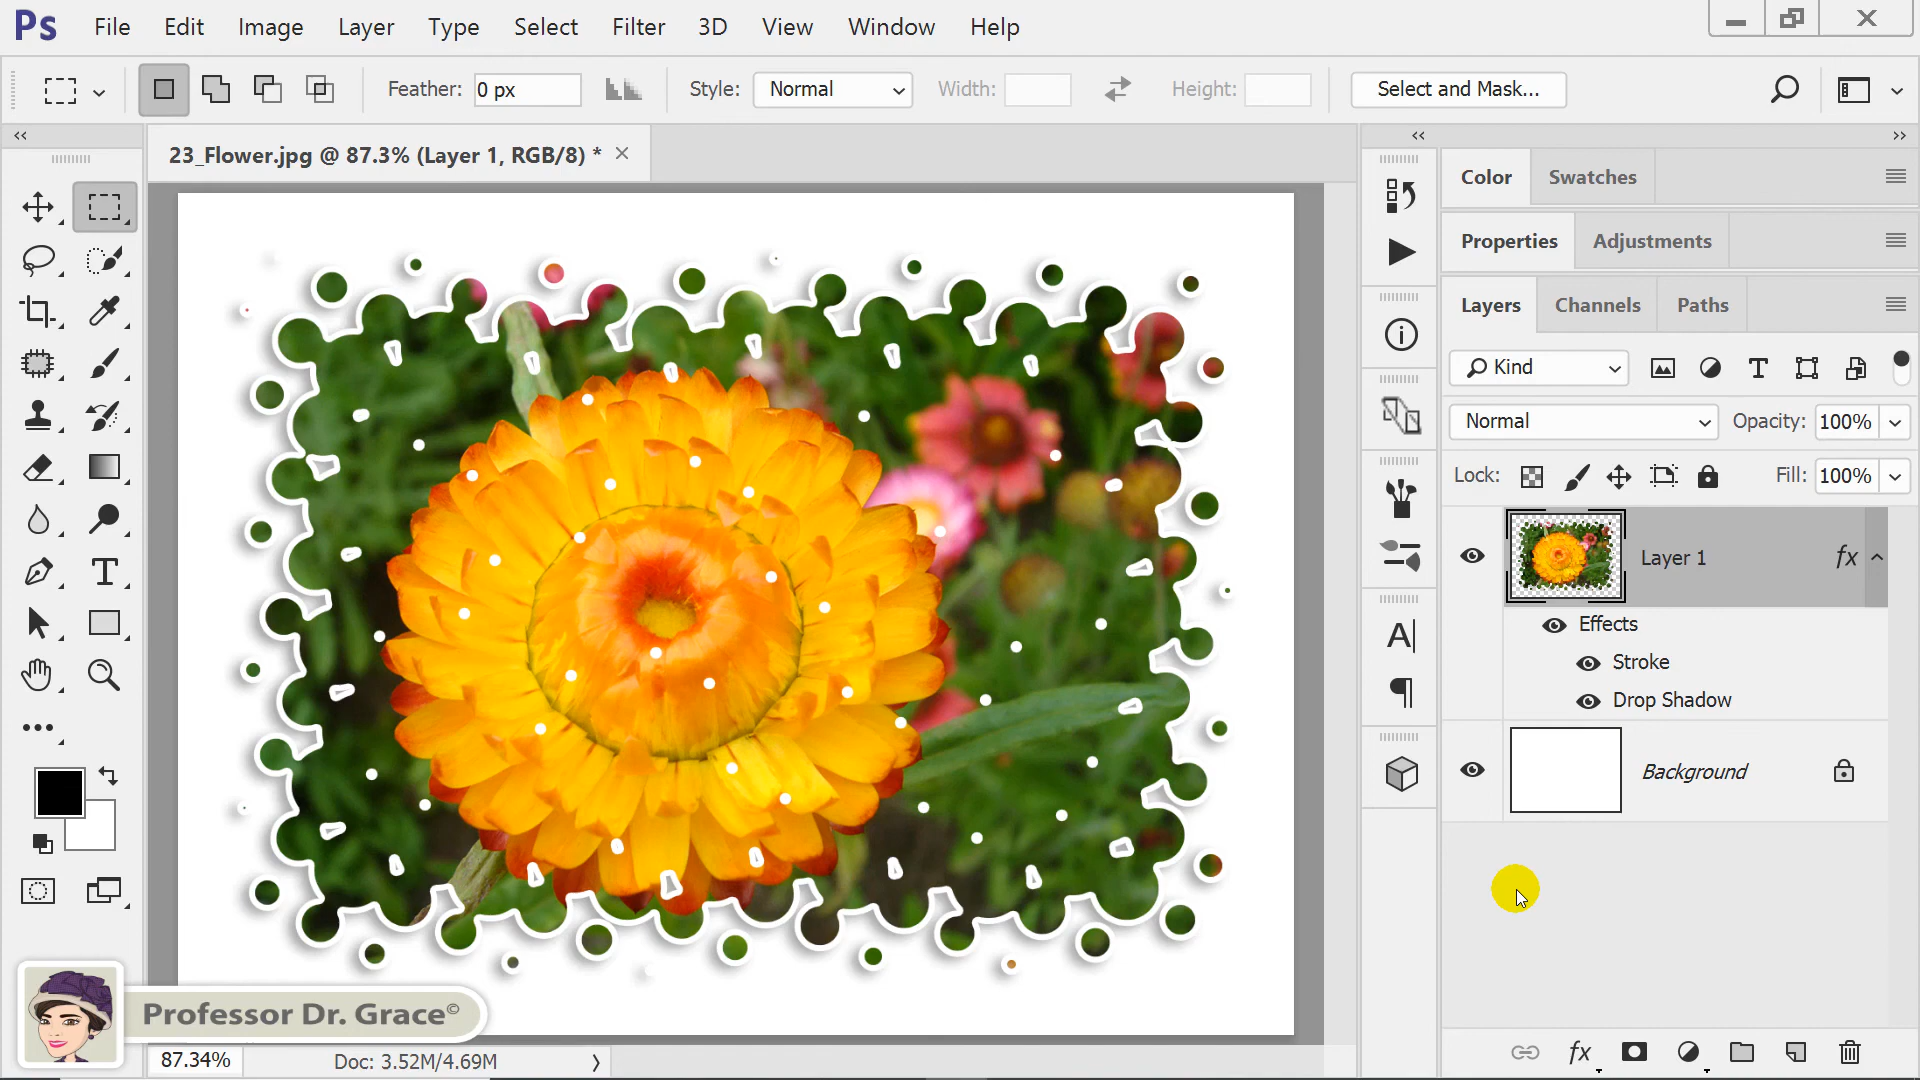 Ps File Edit Image Layer Type Select Filter 3D View Window Help
Feather: 0 px Style: Normal Width: Height: Select and Mask...
23_Flower.jpg @ 87.3% (Layer 1, RGB/8) *
Color Swatches
Properties Adjustments
Layers Channels Paths
Kind
Normal Opacity: 100%
Lock: Fill: 100%
Layer 1 fx
Effects
Stroke
Drop Shadow
Background
Professor Dr. Grace©
87.34% Doc: 3.52M/4.69M
fx